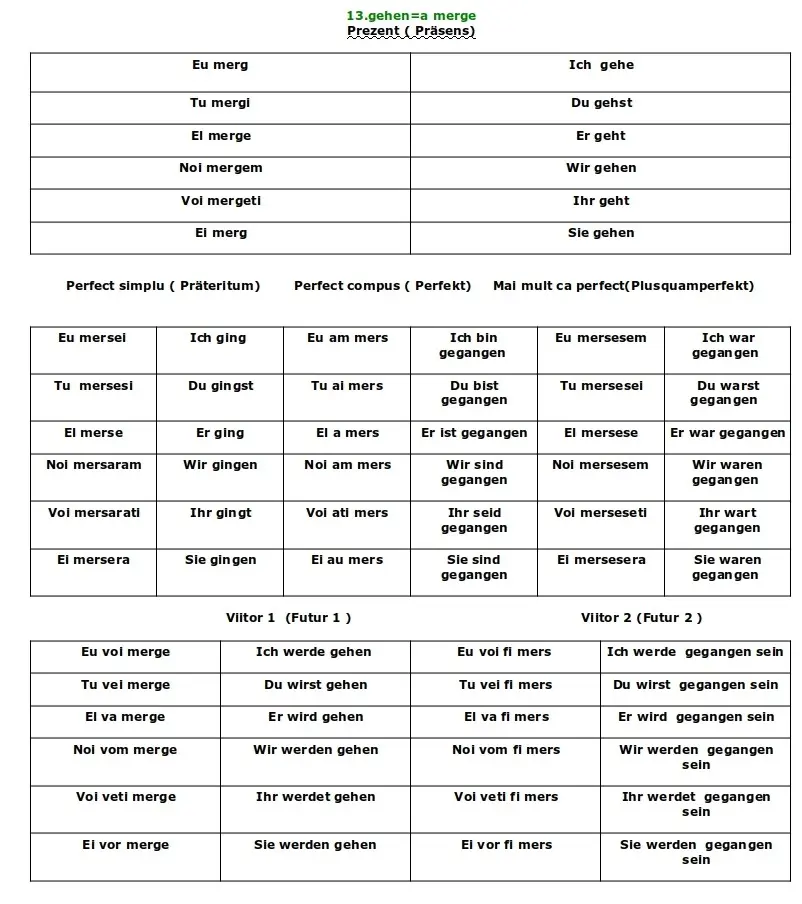 13.gehen=a merge
Prezent ( Präsens)
Eu merg Ich gehe
Tu mergi Du gehst
El merge Er geht
Noi mergem Wir gehen
Voi mergeti Ihr geht
Ei merg Sie gehen
Perfect simplu ( Präteritum) Perfect compus ( Perfekt) Mai mult ca perfect(Plusquamperfekt)
Eu mersei Ich ging Eu am mers Ich bin gegangen Eu mersesem Ich war gegangen
Tu mersesi Du gingst Tu ai mers Du bist gegangen Tu mersesei Du warst gegangen
El merse Er ging El a mers Er ist gegangen El mersese Er war gegangen
Noi mersaram Wir gingen Noi am mers Wir sind gegangen Noi mersesem Wir waren gegangen
Voi mersarati Ihr gingt Voi ati mers Ihr seid gegangen Voi merseseti Ihr wart gegangen
Ei mersera Sie gingen Ei au mers Sie sind gegangen Ei mersesera Sie waren gegangen
Viitor 1 (Futur 1 ) Viitor 2 (Futur 2 )
Eu voi merge Ich werde gehen Eu voi fi mers Ich werde gegangen sein
Tu vei merge Du wirst gehen Tu vei fi mers Du wirst gegangen sein
El va merge Er wird gehen El va fi mers Er wird gegangen sein
Noi vom merge Wir werden gehen Noi vom fi mers Wir werden gegangen sein
Voi veti merge Ihr werdet gehen Voi veti fi mers Ihr werdet gegangen sein
Ei vor merge Sie werden gehen Ei vor fi mers Sie werden gegangen sein